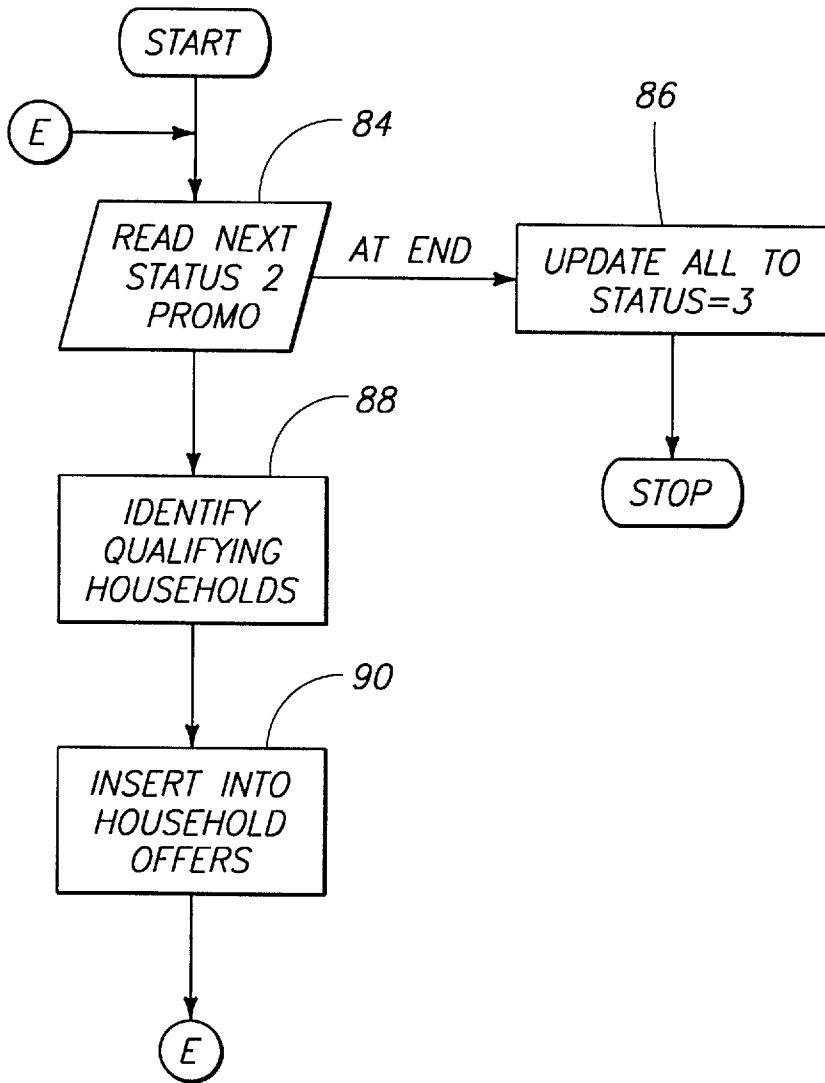 START
E
84
READ NEXT
STATUS 2
PROMO
AT END
86
UPDATE ALL TO
STATUS=3
STOP
88
IDENTIFY
QUALIFYING
HOUSEHOLDS
90
INSERT INTO
HOUSEHOLD
OFFERS
E